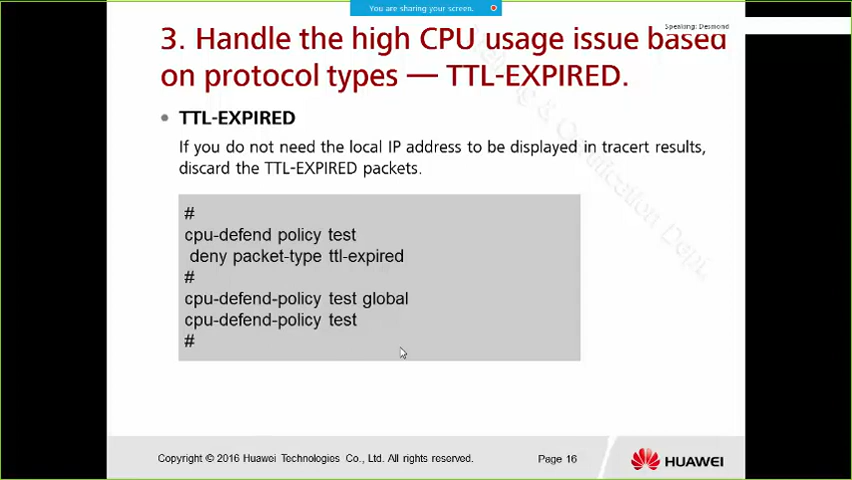 You are sharing your screen.
Speaking: Desmond
3. Handle the high CPU usage issue based
on protocol types — TTL-EXPIRED.
• TTL-EXPIRED
If you do not need the local IP address to be displayed in tracert results,
discard the TTL-EXPIRED packets.
#
cpu-defend policy test
deny packet-type ttl-expired
#
cpu-defend-policy test global
cpu-defend-policy test
#
Copyright © 2016 Huawei Technologies Co., Ltd. All rights reserved.
Page 16
HUAWEI